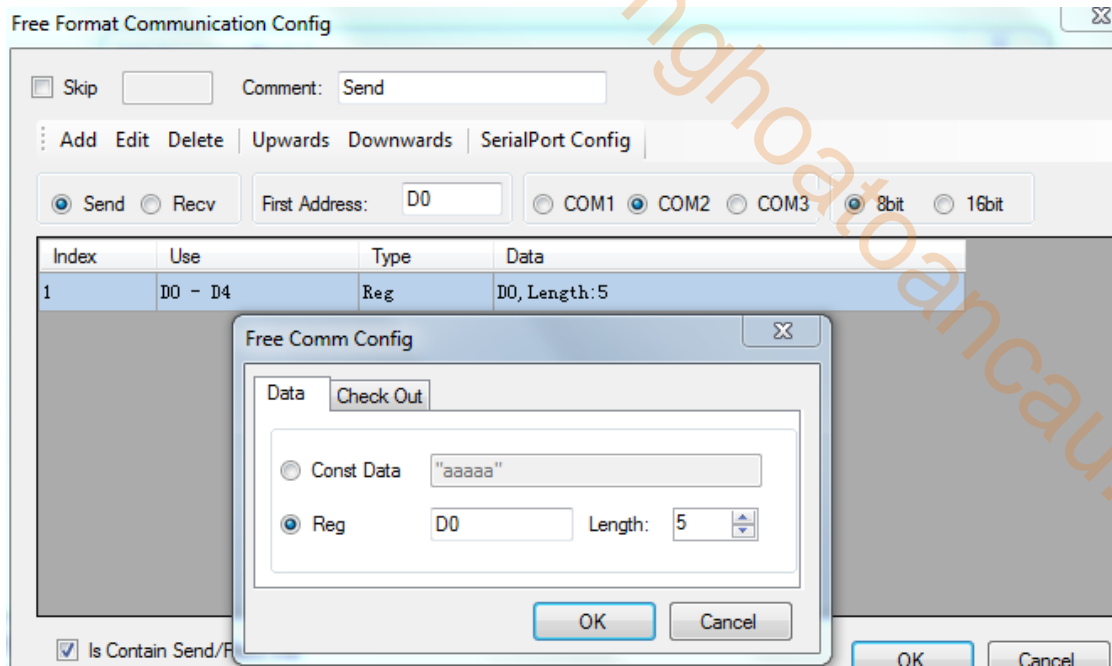 Free Format Communication Config
Skip Comment: Send
Add Edit Delete Upwards Downwards SerialPort Config
Send Recv First Address: D0 COM1 COM2 COM3 8bit 16bit
Index Use Type Data
1 D0 - D4 Reg D0, Length:5
Free Comm Config
Data Check Out
Const Data "aaaaa"
Reg D0 Length: 5
OK Cancel
Is Contain Send/
OK Cancel
nghoatoancau.